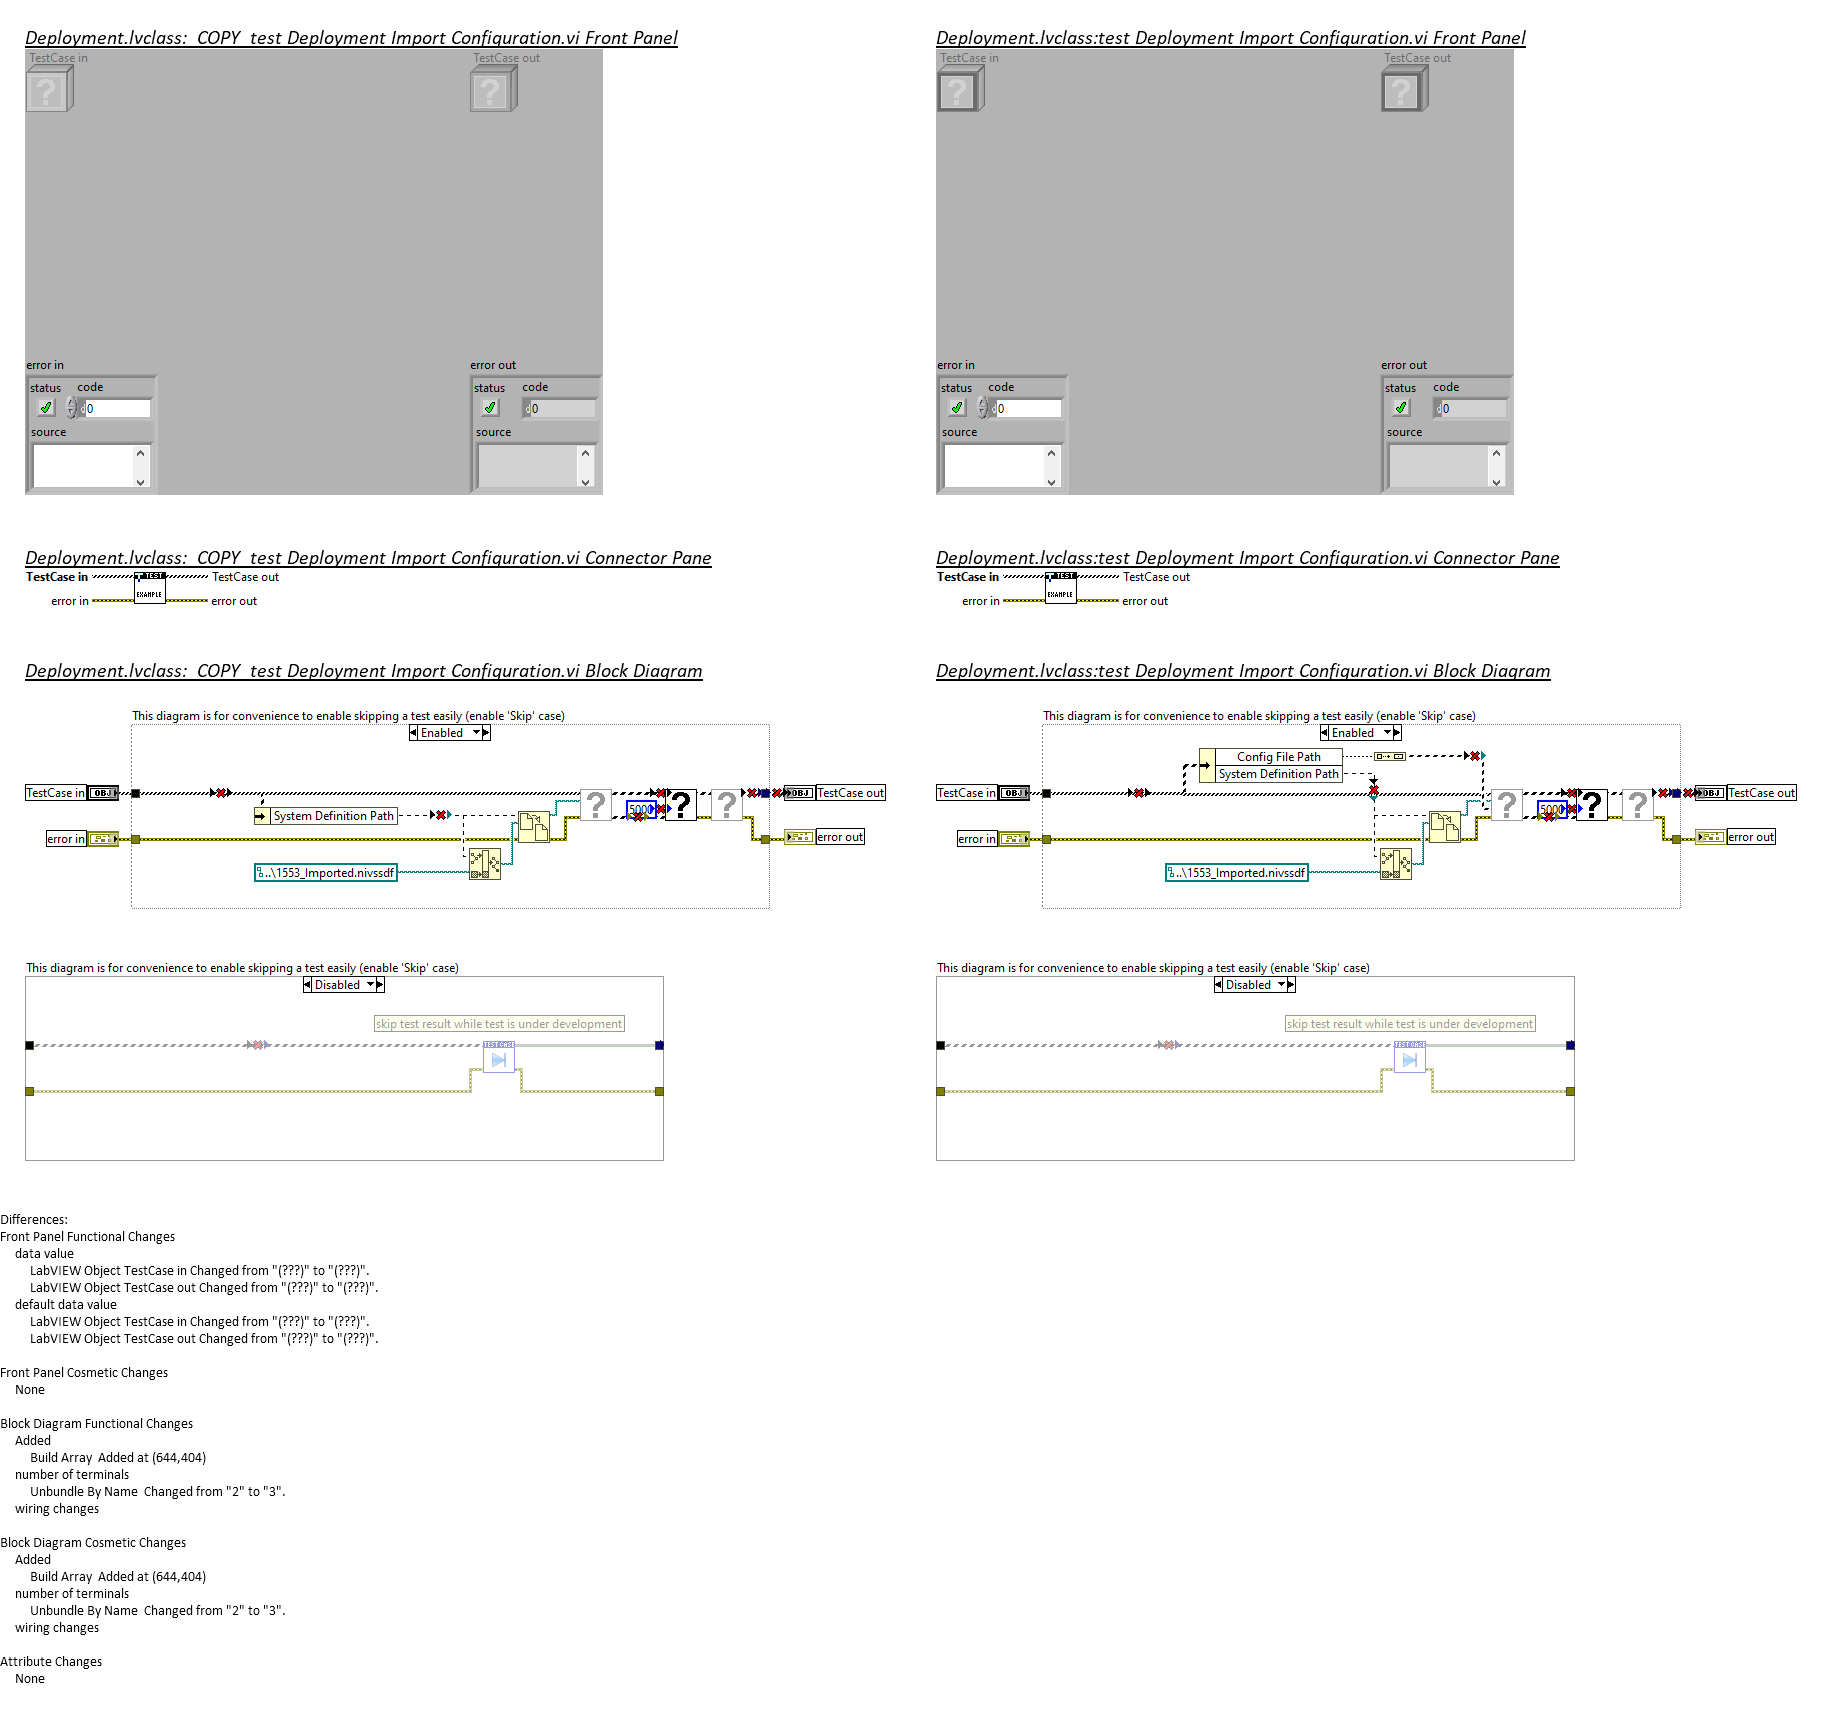 Deployment.lvclass:  COPY  test Deployment Import Configuration.vi Front Panel
TestCase in
TestCase out
error in
error out
status code
status code
0
0
source
source
Deployment.lvclass:test Deployment Import Configuration.vi Front Panel
TestCase in
TestCase out
error in
error out
status code
status code
0
0
source
source
Deployment.lvclass:  COPY  test Deployment Import Configuration.vi Connector Pane
TestCase in
TEST
TestCase out
error in
EXAMPLE
error out
Deployment.lvclass:test Deployment Import Configuration.vi Connector Pane
TestCase in
TEST
TestCase out
error in
EXAMPLE
error out
Deployment.lvclass:  COPY  test Deployment Import Configuration.vi Block Diagram
This diagram is for convenience to enable skipping a test easily (enable 'Skip' case)
Enabled
TestCase in
OBJ
?
5000
?
?
OBJ
TestCase out
System Definition Path
error in
error out
..\1553_Imported.nivssdf
This diagram is for convenience to enable skipping a test easily (enable 'Skip' case)
Disabled
skip test result while test is under development
TEST CASE
Deployment.lvclass:test Deployment Import Configuration.vi Block Diagram
This diagram is for convenience to enable skipping a test easily (enable 'Skip' case)
Enabled
Config File Path
System Definition Path
TestCase in
OBJ
?
5000
?
?
OBJ
TestCase out
error in
error out
..\1553_Imported.nivssdf
This diagram is for convenience to enable skipping a test easily (enable 'Skip' case)
Disabled
skip test result while test is under development
TEST CASE
Differences:
Front Panel Functional Changes
data value
LabVIEW Object TestCase in Changed from "(???)" to "(???)".
LabVIEW Object TestCase out Changed from "(???)" to "(???)".
default data value
LabVIEW Object TestCase in Changed from "(???)" to "(???)".
LabVIEW Object TestCase out Changed from "(???)" to "(???)".
Front Panel Cosmetic Changes
None
Block Diagram Functional Changes
Added
Build Array  Added at (644,404)
number of terminals
Unbundle By Name  Changed from "2" to "3".
wiring changes
Block Diagram Cosmetic Changes
Added
Build Array  Added at (644,404)
number of terminals
Unbundle By Name  Changed from "2" to "3".
wiring changes
Attribute Changes
None